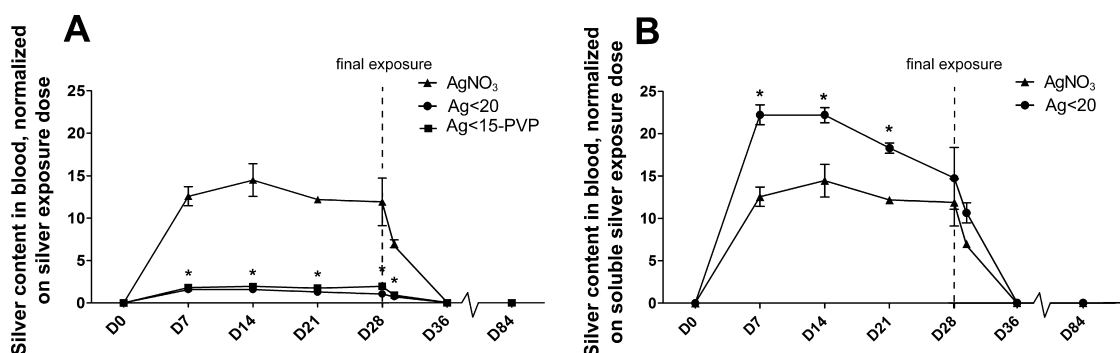 A
Silver content in blood, normalized
on silver exposure dose
final exposure
AgNO₃
Ag<20
Ag<15-PVP
25
20
15
10
5
0
*
*
*
*
*
D0
D7
D14
D21
D28
D36
D84
B
Silver content in blood, normalized
on soluble silver exposure dose
final exposure
AgNO₃
Ag<20
25
20
15
10
5
0
*
*
*
D0
D7
D14
D21
D28
D36
D84